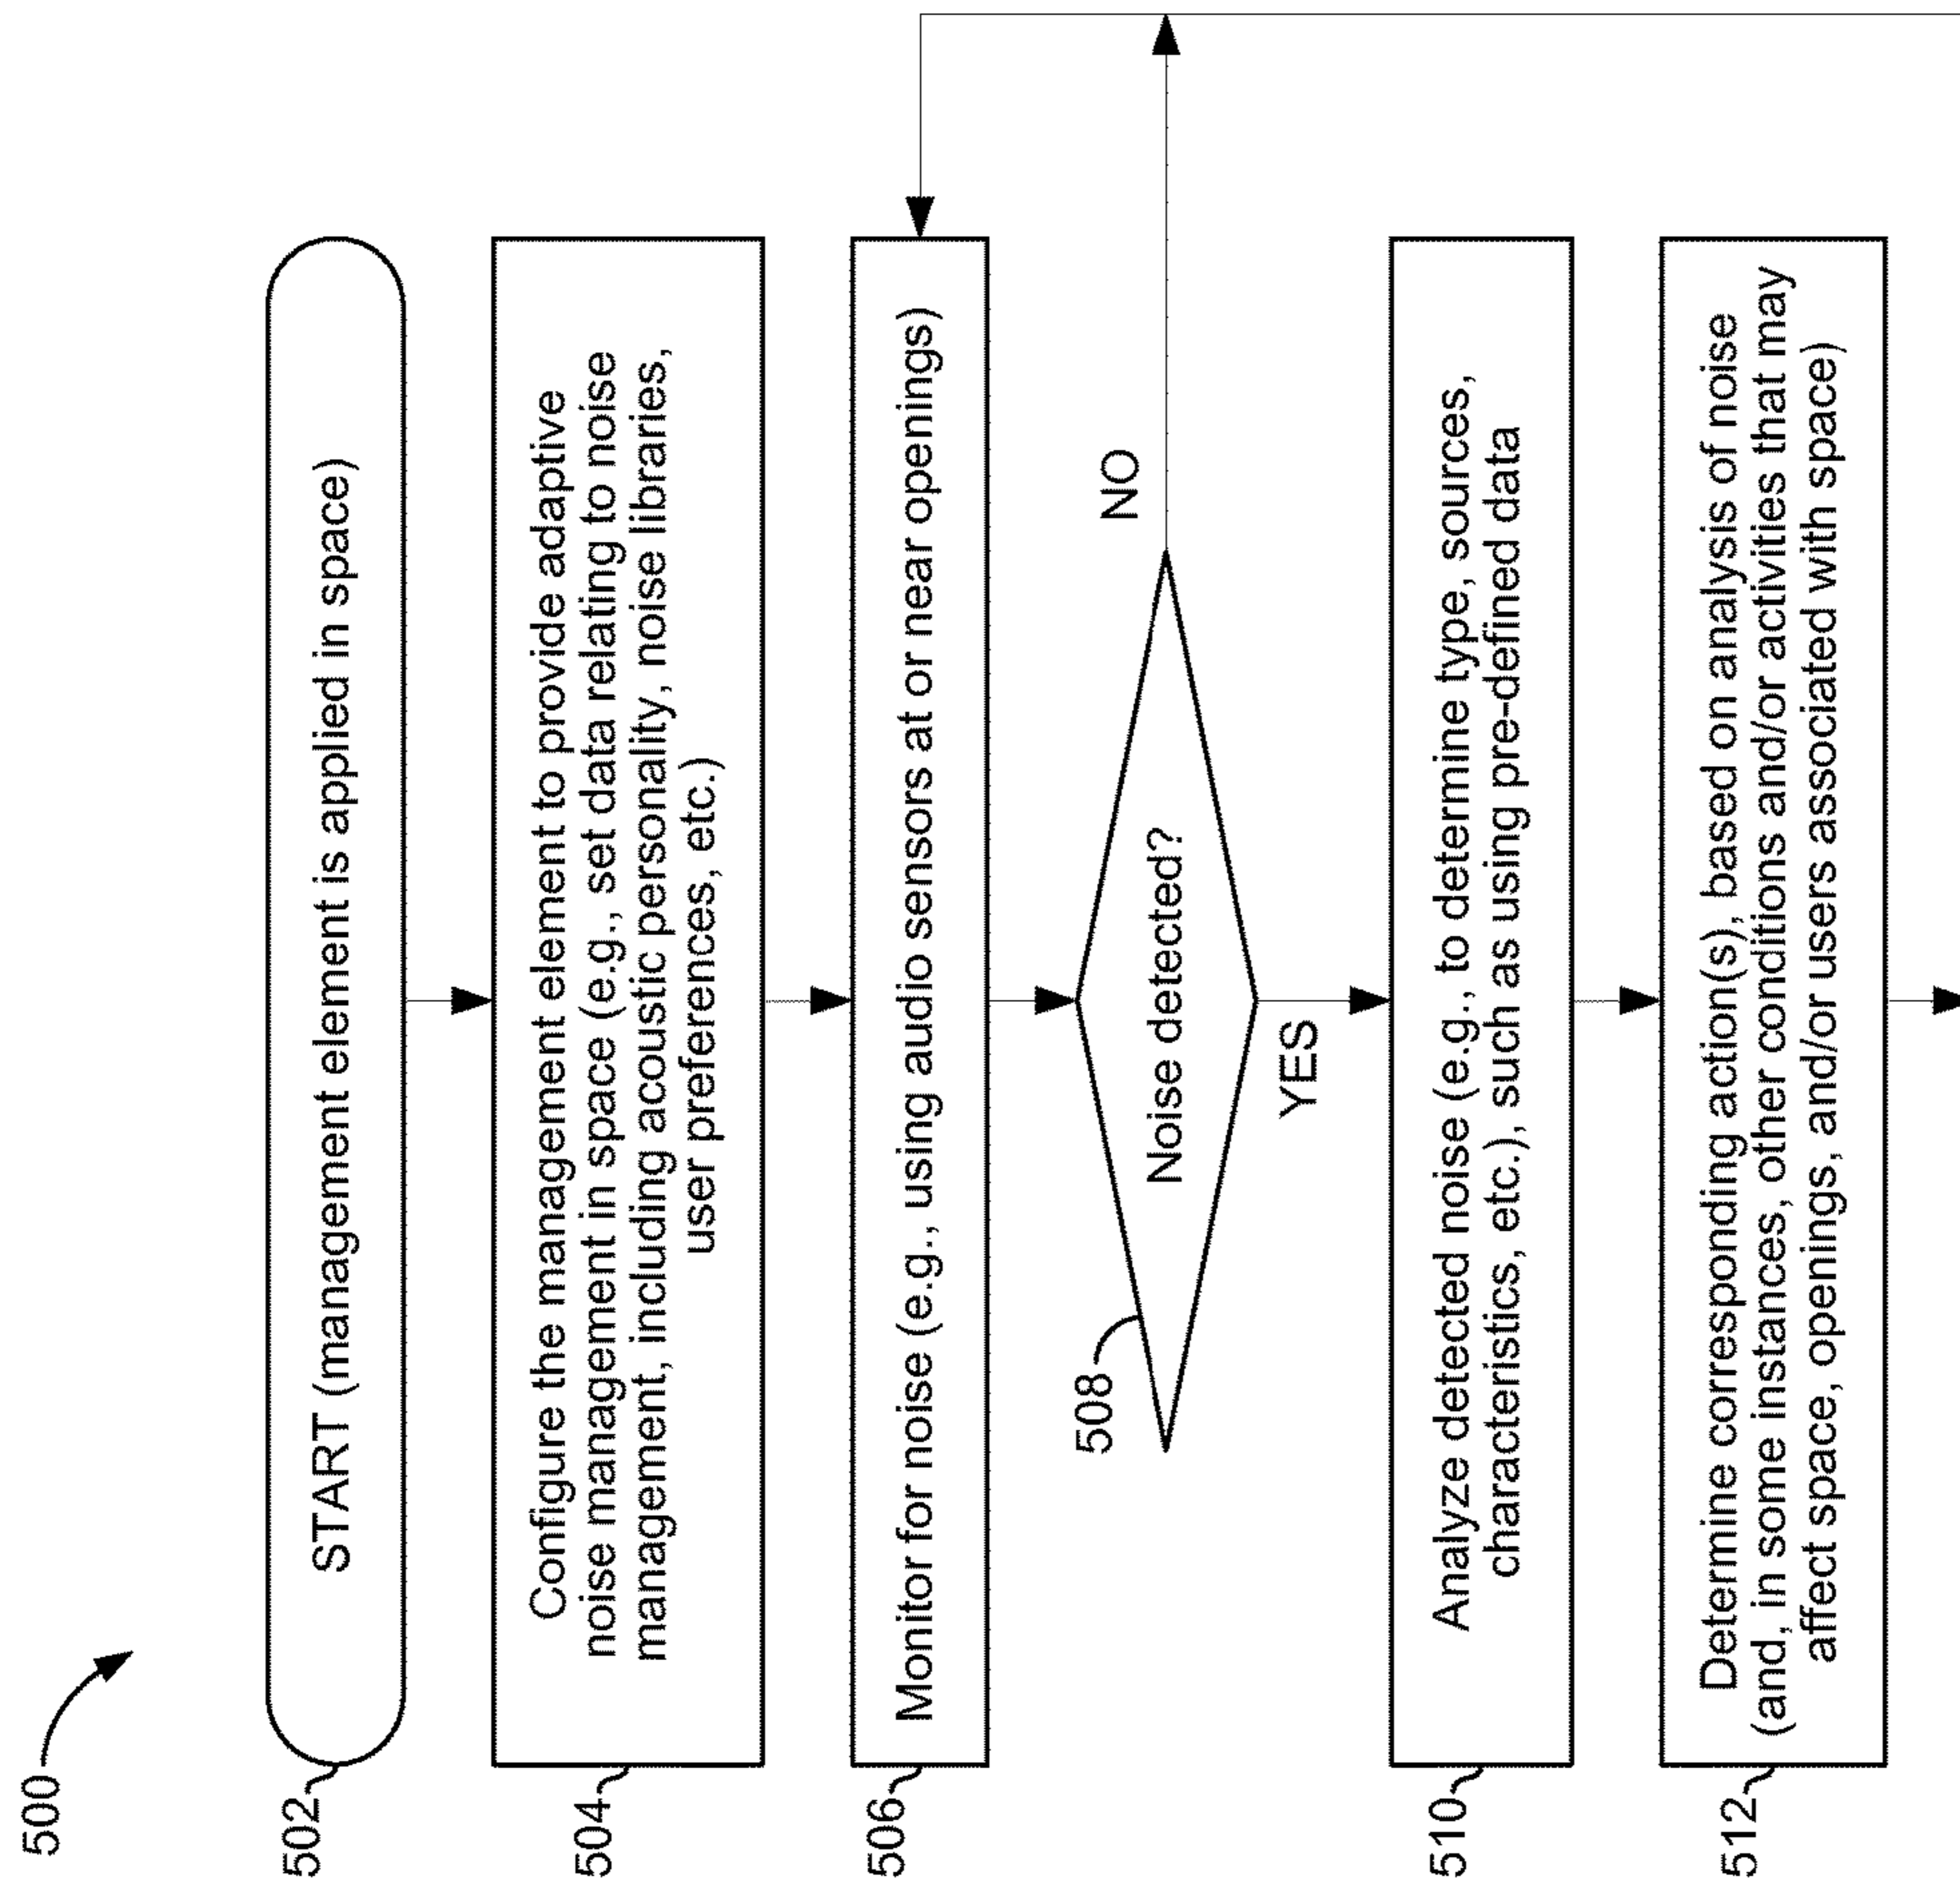 500
502
START (management element is applied in space)
504
Configure the management element to provide adaptive
noise management in space (e.g., set data relating to noise
management, including acoustic personality, noise libraries,
user preferences, etc.)
506
Monitor for noise (e.g., using audio sensors at or near openings)
508
Noise detected?
NO
YES
510
Analyze detected noise (e.g., to determine type, sources,
characteristics, etc.), such as using pre-defined data
512
Determine corresponding action(s), based on analysis of noise
(and, in some instances, other conditions and/or activities that may
affect space, openings, and/or users associated with space)